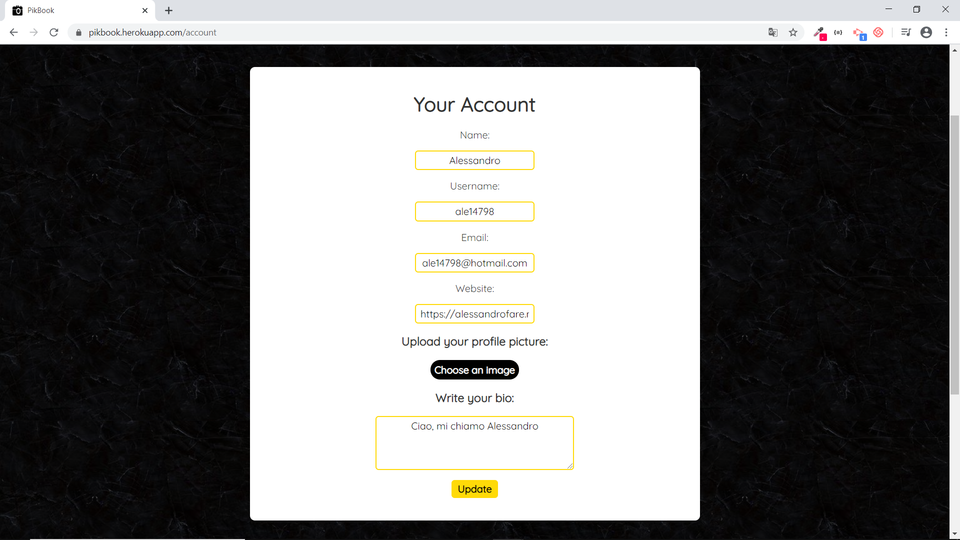 PikBook
pikbook.herokuapp.com/account
1
Your Account
Name:
Alessandro
Username:
ale14798
Email:
ale14798@hotmail.com
Website:
https://alessandrofare.r
Upload your profile picture:
Choose an image
Write your bio:
Ciao, mi chiamo Alessandro
Update